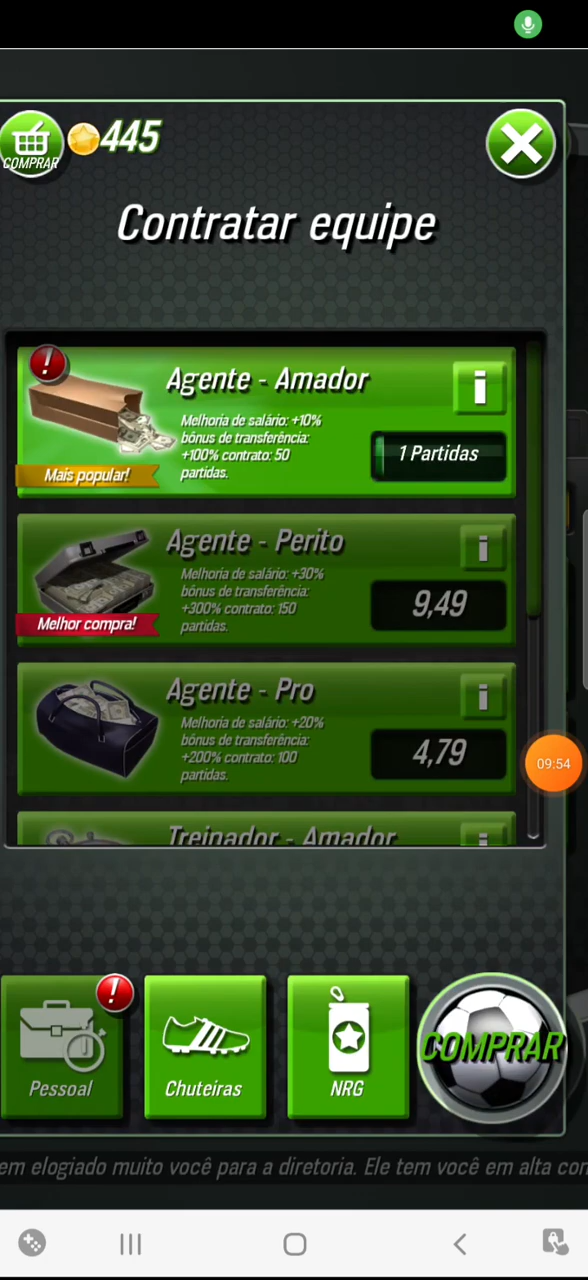 COMPRAR
445
Contratar equipe
!
Agente - Amador
i
Melhoria de salário: +10%
bônus de transferência:
+100% contrato: 50
partidas.
1 Partidas
Mais popular!
Agente - Perito
i
Melhoria de salário: +30%
bônus de transferência:
+300% contrato: 150
partidas.
9,49
Melhor compra!
Agente - Pro
i
Melhoria de salário: +20%
bônus de transferência:
+200% contrato: 100
partidas.
4,79
09:54
Treinador - Amador
i
!
Pessoal
Chuteiras
NRG
COMPRAR
em elogiado muito você para a diretoria. Ele tem você em alta con